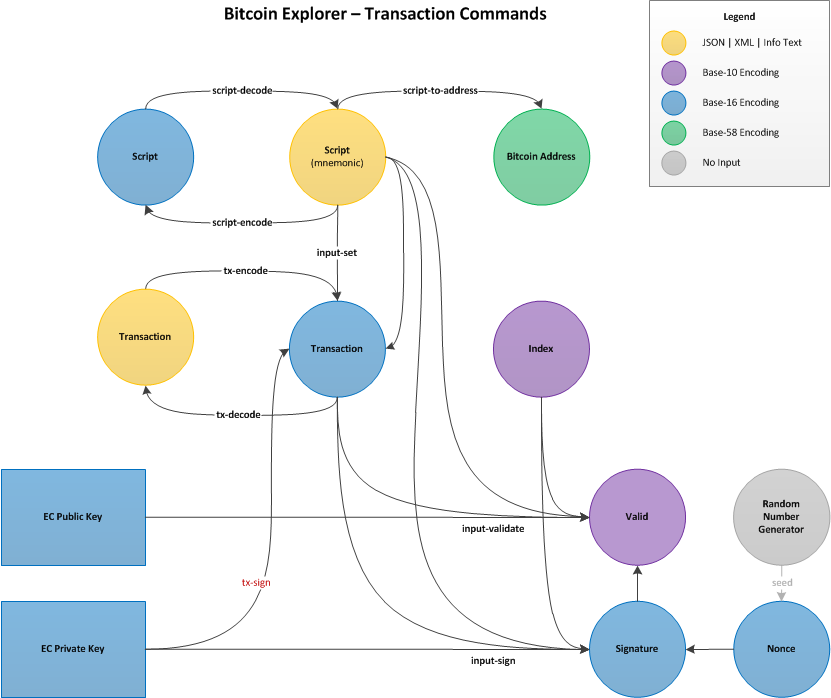 Bitcoin Explorer – Transaction Commands
Legend
JSON | XML | Info Text
Base-10 Encoding
Base-16 Encoding
Base-58 Encoding
No Input
script-decode
script-to-address
Script
Script
(mnemonic)
Bitcoin Address
script-encode
input-set
tx-encode
Transaction
Transaction
Index
tx-decode
EC Public Key
Valid
Random
Number
Generator
input-validate
tx-sign
seed
EC Private Key
Signature
Nonce
input-sign